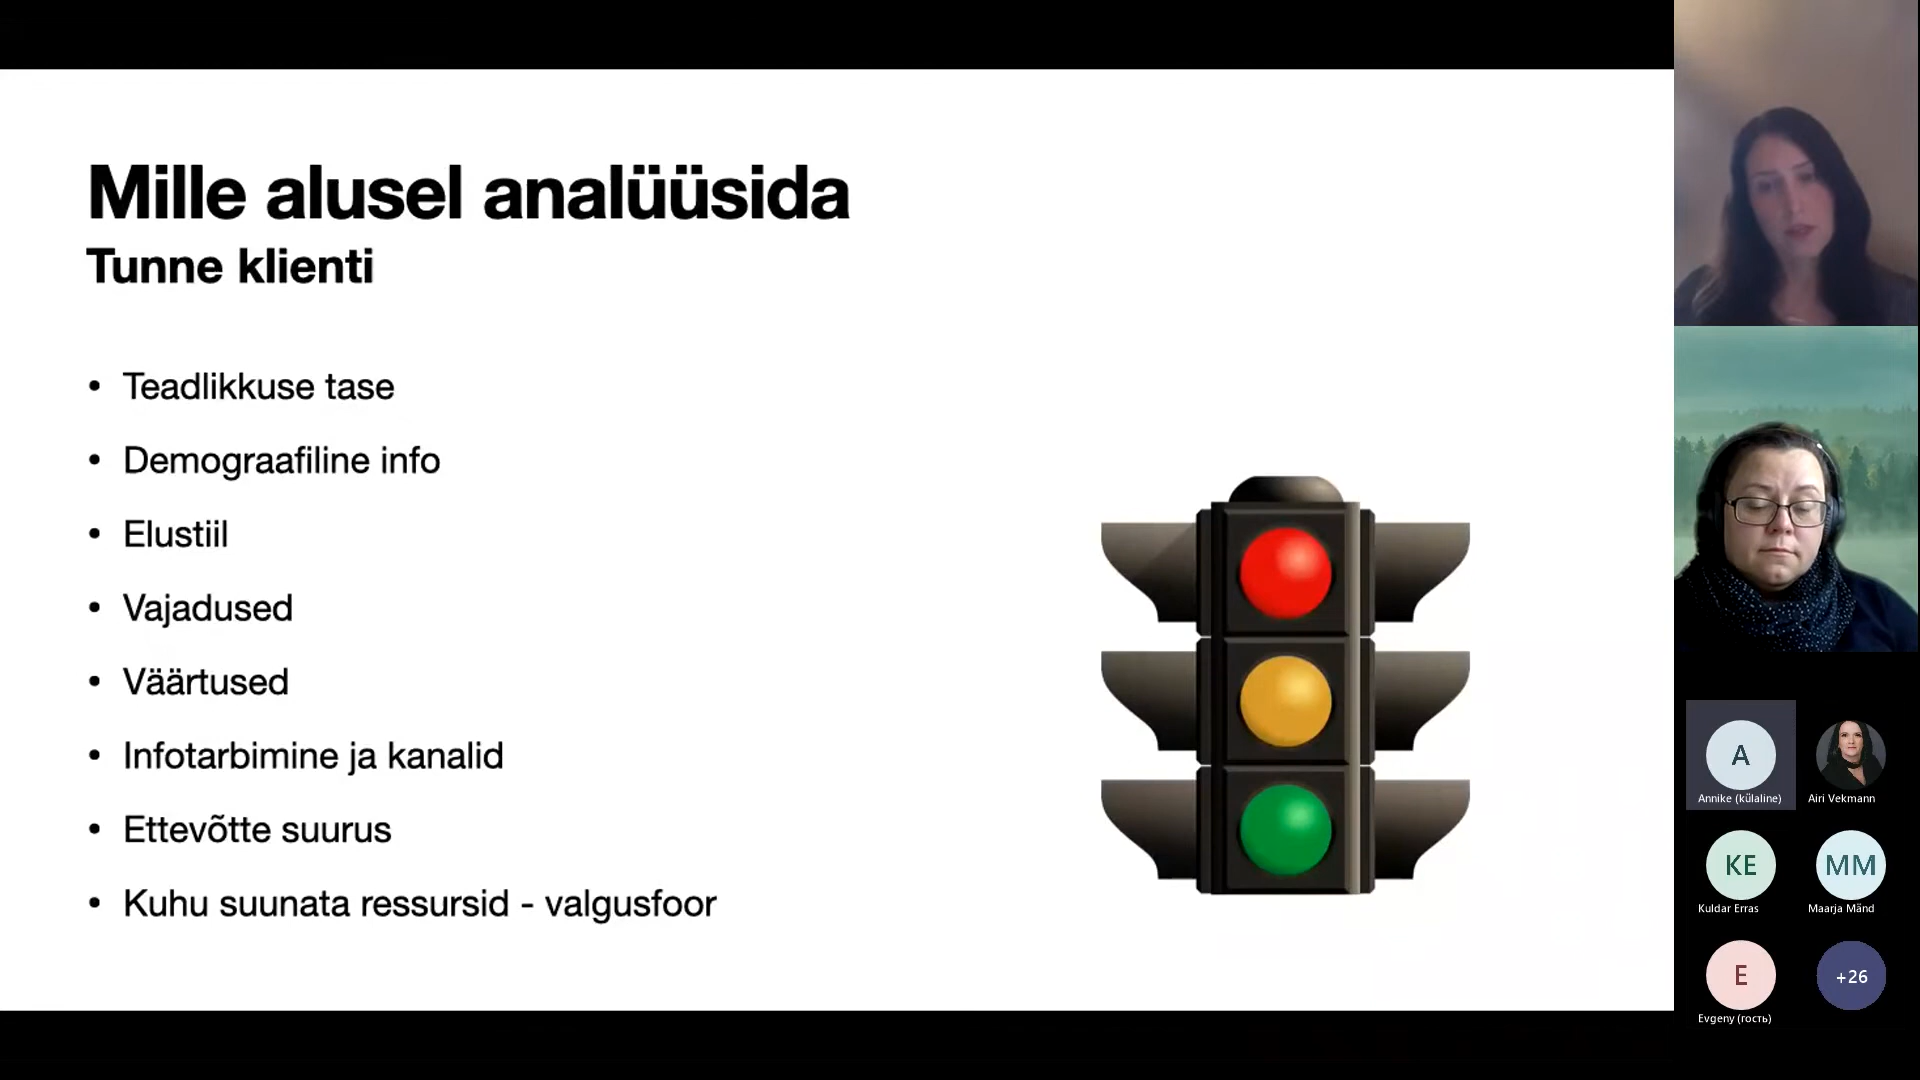 Mille alusel analüüsida
Tunne klienti
• Teadlikkuse tase
• Demograafiline info
• Elustiil
• Vajadused
• Väärtused
• Infotarbimine ja kanalid
• Ettevõtte suurus
• Kuhu suunata ressursid - valgusfoor
A
Annike (külaline)
Airi Vekmann
KE
Kuldar Erras
MM
Maarja Mänd
E
Evgeny (гость)
+26